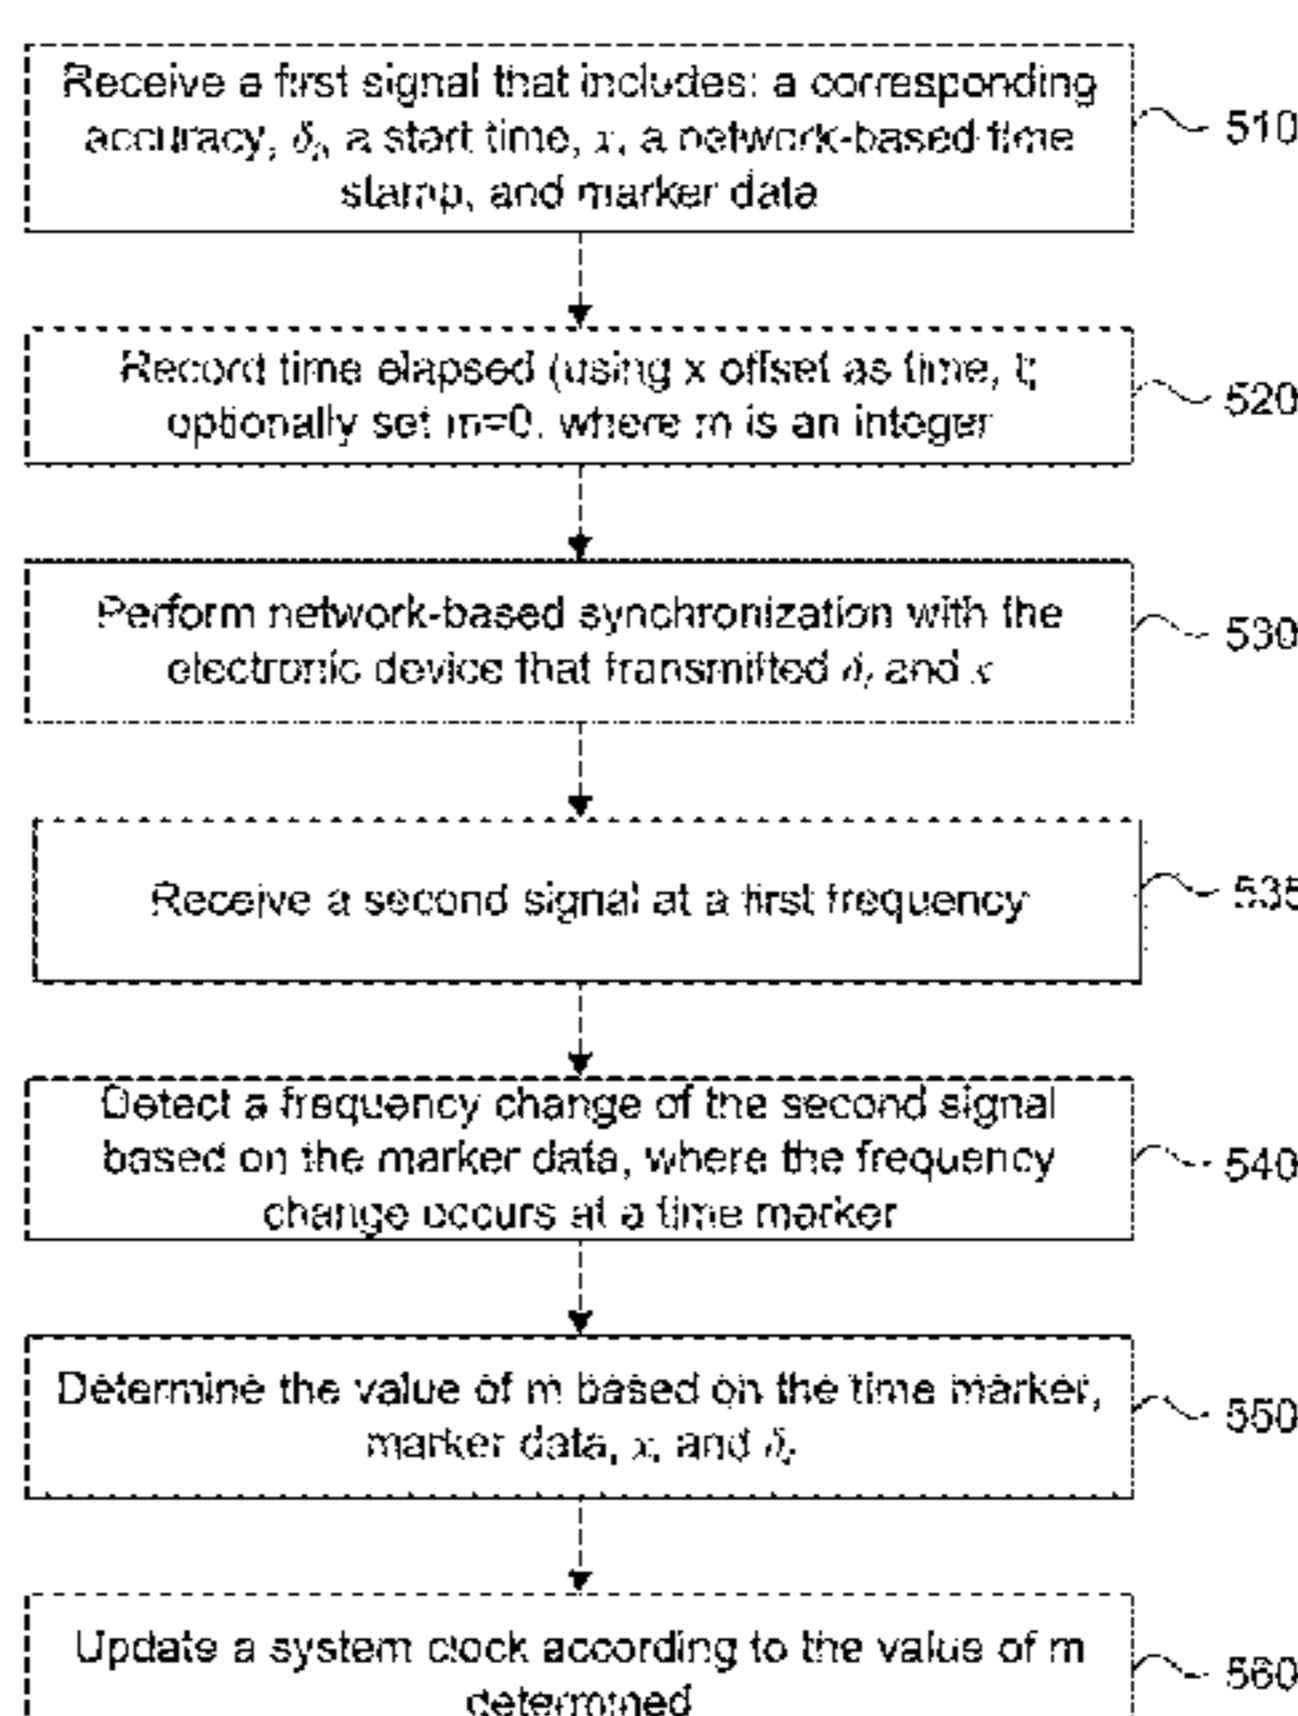 Receive a first signal that includes: a corresponding
accuracy, δᵢ, a start time, x, a network-based time
stamp, and marker data
510
Record time elapsed (using x offset as time, t;
optionally set m=0, where m is an integer
520
Perform network-based synchronization with the
electronic device that transmitted δᵢ and x
530
Receive a second signal at a first frequency
535
Detect a frequency change of the second signal
based on the marker data, where the frequency
change occurs at a time marker
540
Determine the value of m based on the time marker,
marker data, x, and δᵢ
550
Update a system clock according to the value of m
determined
560